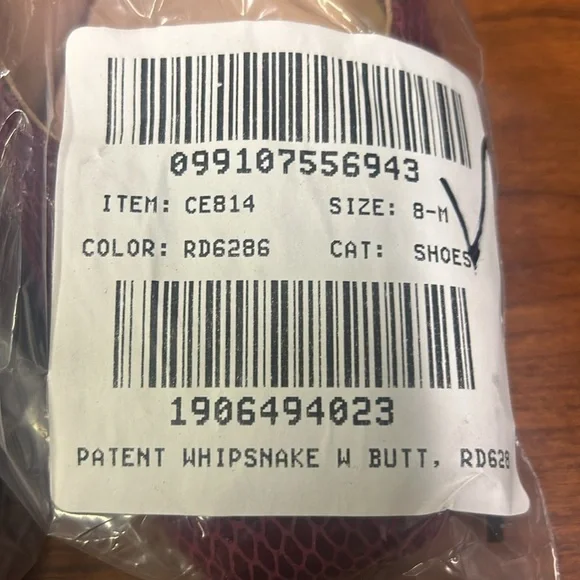 099107556943
ITEM: CE814 SIZE: 8-M
COLOR: RD6286 CAT: SHOES
1906494023
PATENT WHIPSNAKE W BUTT, RD628